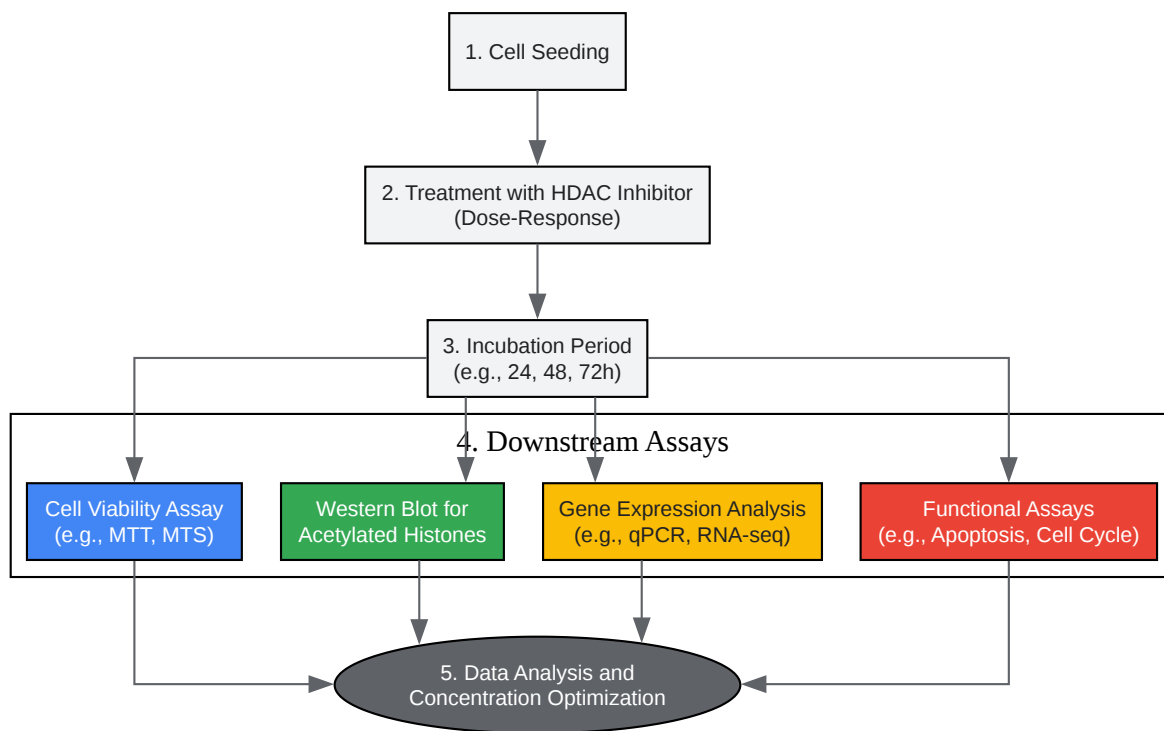 1. Cell Seeding
2. Treatment with HDAC Inhibitor
(Dose-Response)
3. Incubation Period
(e.g., 24, 48, 72h)
4. Downstream Assays
Cell Viability Assay
(e.g., MTT, MTS)
Western Blot for
Acetylated Histones
Gene Expression Analysis
(e.g., qPCR, RNA-seq)
Functional Assays
(e.g., Apoptosis, Cell Cycle)
5. Data Analysis and
Concentration Optimization